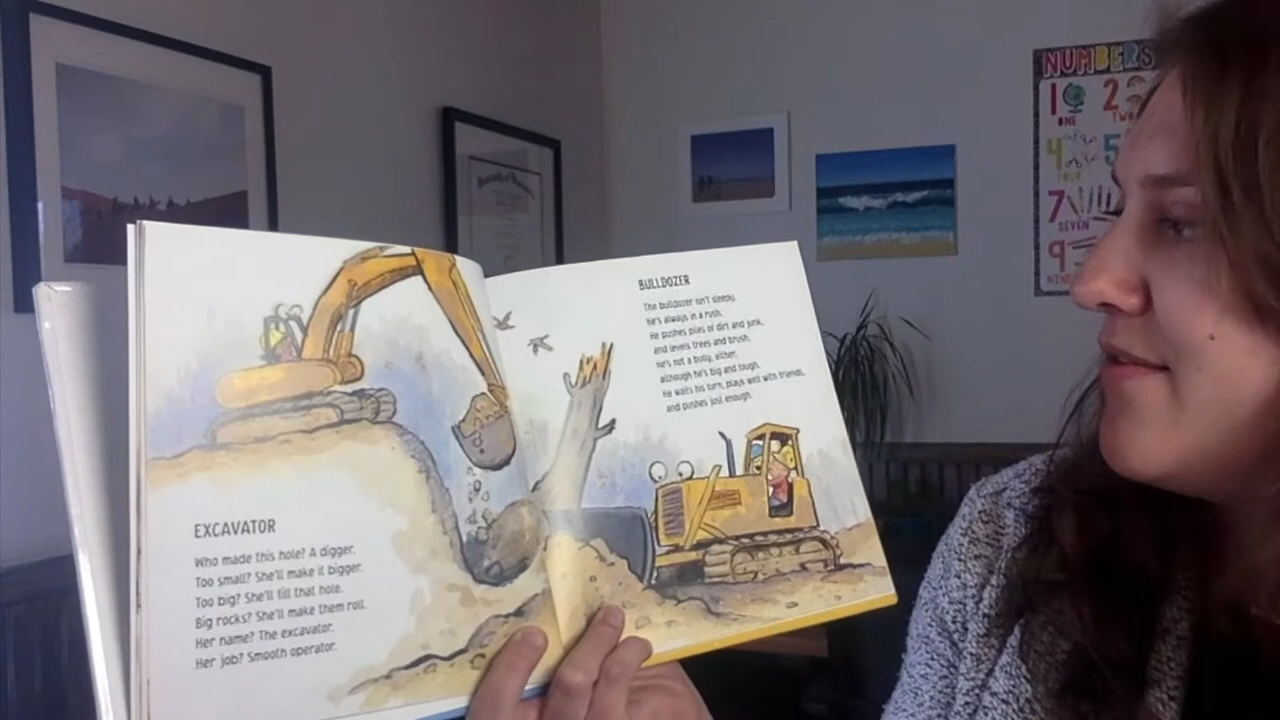 University of
NUMBERS
1 2
ONE TWO
4 5
FOUR
7
SEVEN
9
NINE
EXCAVATOR
Who made this hole? A digger.
Too small? She'll make it bigger.
Too big? She'll fill that hole.
Big rocks? She'll make them roll.
Her name? The excavator.
Her job? Smooth operator.
BULLDOZER
The bulldozer isn't sleepy.
He's always in a rush.
He pushes piles of dirt and junk,
and levels trees and brush.
He's not a bully, either,
although he's big and tough.
He waits his turn, plays well with friends,
and pushes just enough.